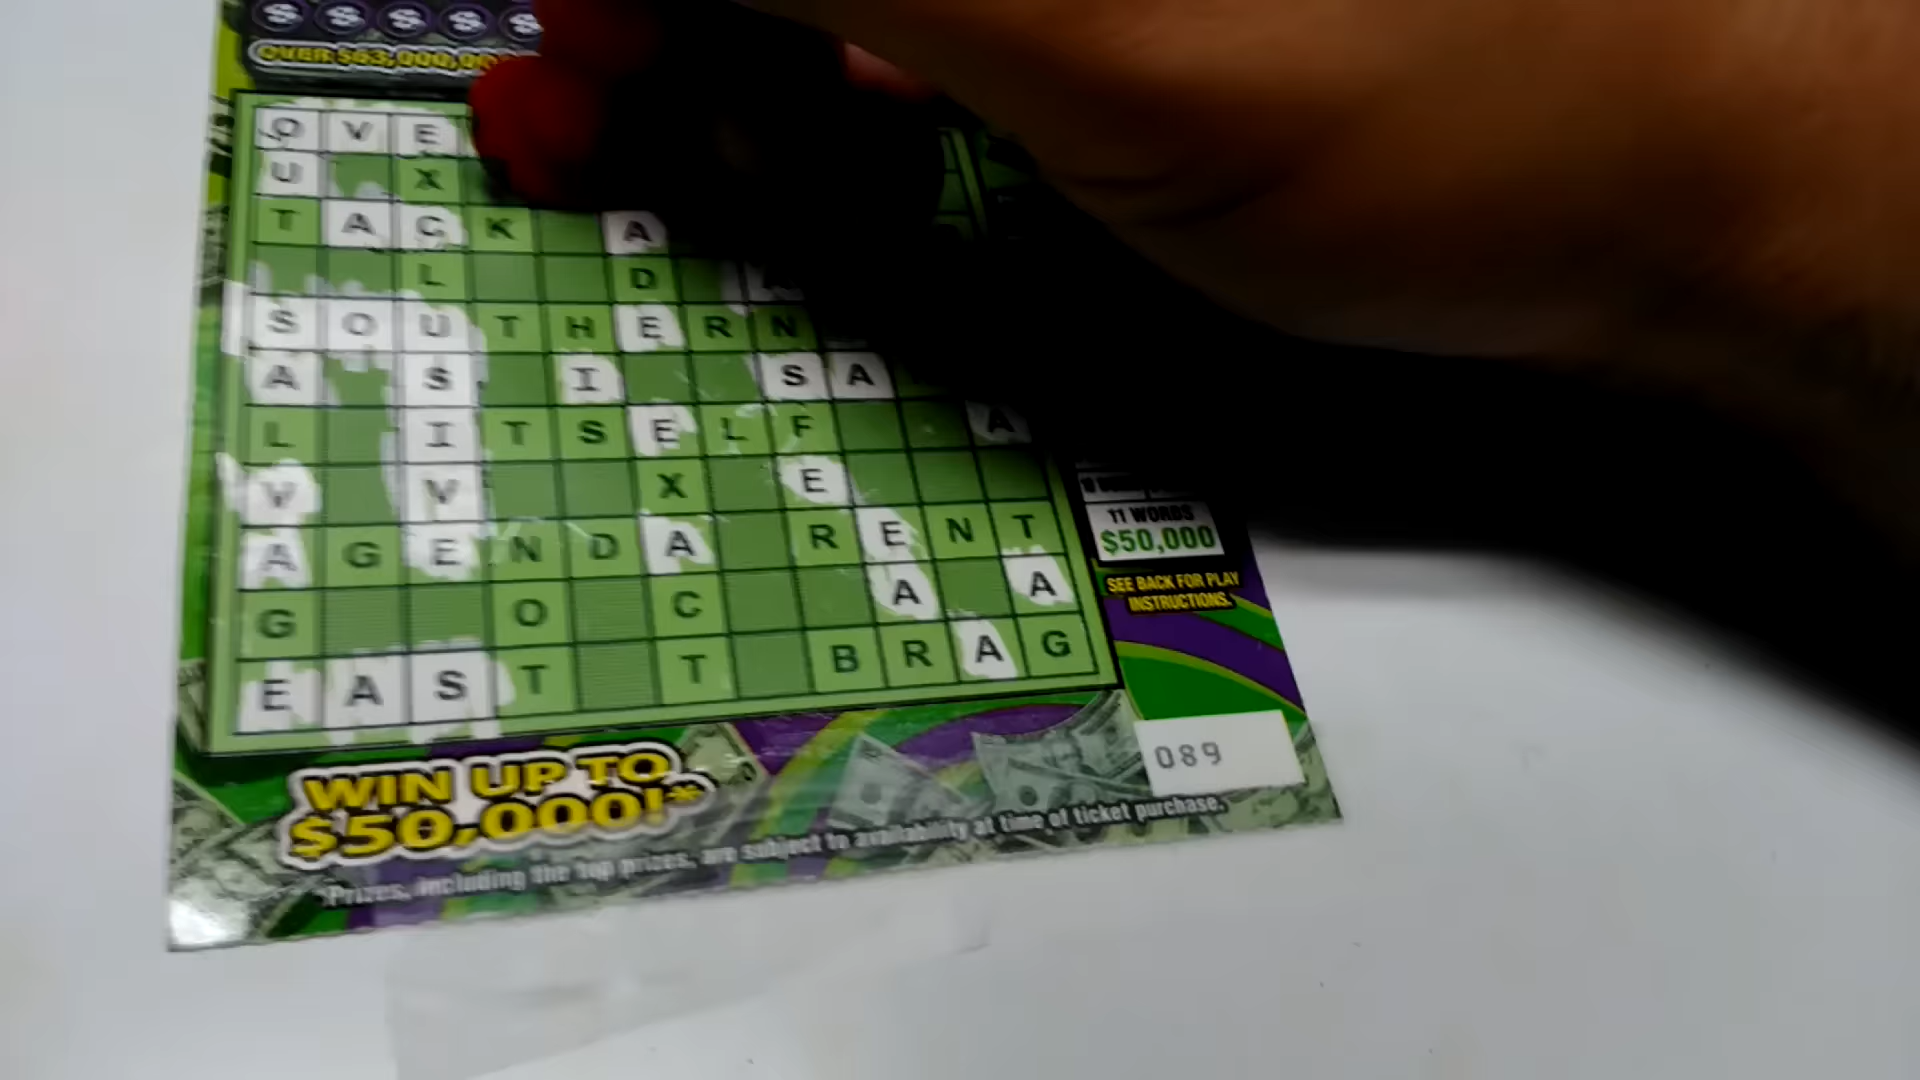 OVER $63,000,00
O V E
U X
T A C K A
L D
S O U T H E R N
A S I S A
L I T S E L F A
V V E X E
A G E N D A R E N T
G O C A A
E A S T T B R A G
11 WORDS
$50,000
SEE BACK FOR PLAY
INSTRUCTIONS.
089
WIN UP TO
$50,000!*
*Prizes, including the top prizes, are subject to availability at time of ticket purchase.